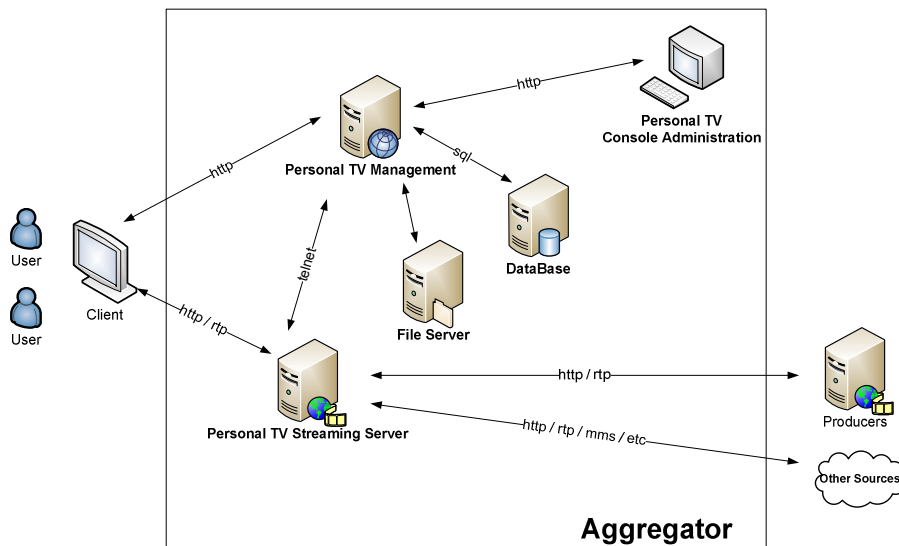 http
Personal TV
Console Administration
http
Personal TV Management
sql
User
DataBase
telnet
User
Client
http / rtp
File Server
http / rtp
Personal TV Streaming Server
Producers
http / rtp / mms / etc
Other Sources
Aggregator